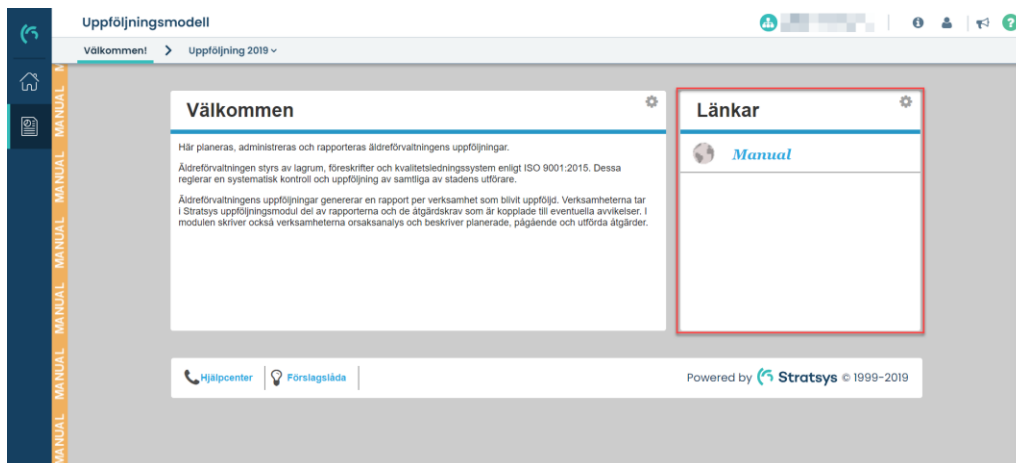 Uppföljningsmodell
Välkommen! Uppföljning 2019
MANUAL MANUAL MANUAL MANUAL MANUAL MANUAL
Välkommen
Här planeras, administreras och rapporteras äldreförvaltningens uppföljningar.
Äldreförvaltningen styrs av lagrum, föreskrifter och kvalitetsledningssystem enligt ISO 9001:2015. Dessa
reglerar en systematisk kontroll och uppföljning av samtliga av stadens utförare.
Äldreförvaltningens uppföljningar genererar en rapport per verksamhet som blivit uppföljd. Verksamheterna tar
i Stratsys uppföljningsmodul del av rapporterna och de åtgärdskrav som är kopplade till eventuella avvikelser. I
modulen skriver också verksamheterna orsaksanalys och beskriver planerade, pågående och utförda åtgärder.
Länkar
Manual
Hjälpcenter Förslagslåda
Powered by Stratsys © 1999-2019